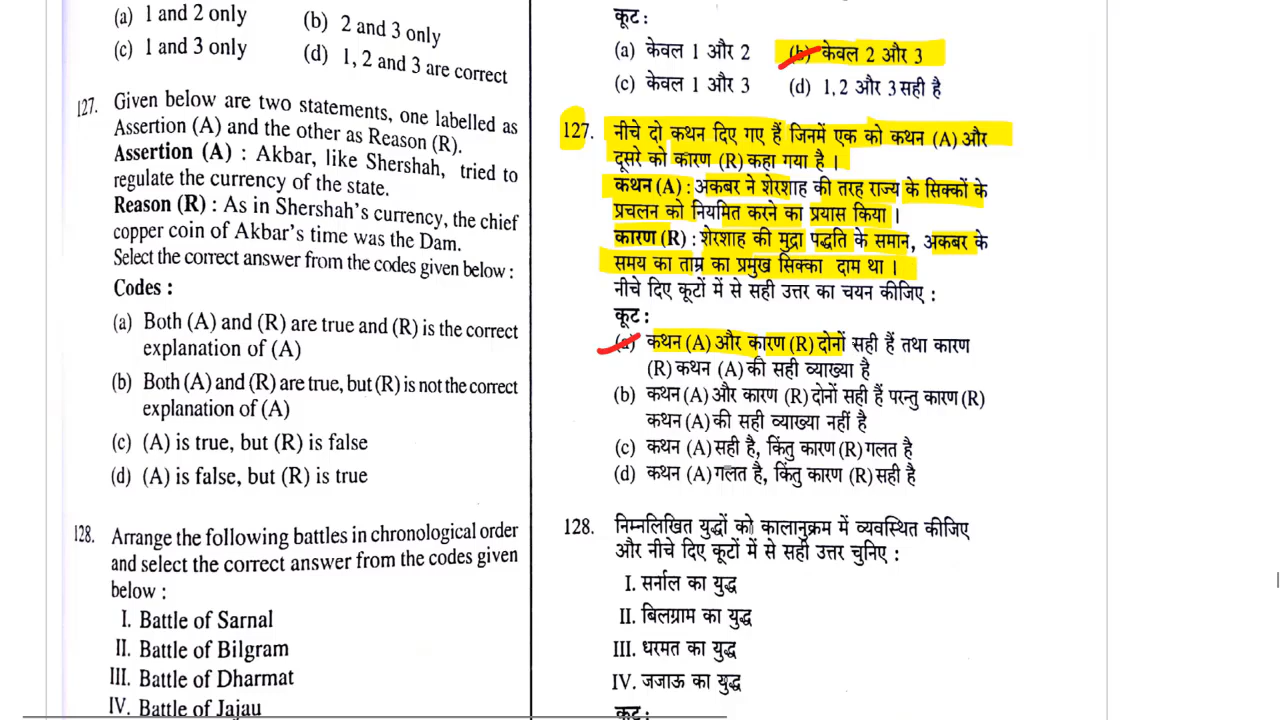 (a) 1 and 2 only
(b) 2 and 3 only
(c) 1 and 3 only
(d) 1, 2 and 3 are correct
127. Given below are two statements, one labelled as
Assertion (A) and the other as Reason (R).
Assertion (A) : Akbar, like Shershah, tried to
regulate the currency of the state.
Reason (R) : As in Shershah's currency, the chief
copper coin of Akbar's time was the Dam.
Select the correct answer from the codes given below :
Codes :
(a) Both (A) and (R) are true and (R) is the correct
explanation of (A)
(b) Both (A) and (R) are true, but (R) is not the correct
explanation of (A)
(c) (A) is true, but (R) is false
(d) (A) is false, but (R) is true
128. Arrange the following battles in chronological order
and select the correct answer from the codes given
below :
I. Battle of Sarnal
II. Battle of Bilgram
III. Battle of Dharmat
IV. Battle of Jajau
कूट :
(a) केवल 1 और 2
(b) केवल 2 और 3
(c) केवल 1 और 3
(d) 1, 2 और 3 सही है
127. नीचे दो कथन दिए गए हैं जिनमें एक को कथन (A) और
दूसरे को कारण (R) कहा गया है ।
कथन (A) : अकबर ने शेरशाह की तरह राज्य के सिक्कों के
प्रचलन को नियमित करने का प्रयास किया ।
कारण (R) : शेरशाह की मुद्रा पद्धति के समान, अकबर के
समय का ताम्र का प्रमुख सिक्का दाम था ।
नीचे दिए कूटों में से सही उत्तर का चयन कीजिए :
कूट :
(a) कथन (A) और कारण (R) दोनों सही हैं तथा कारण
(R) कथन (A) की सही व्याख्या है
(b) कथन (A) और कारण (R) दोनों सही हैं परन्तु कारण (R)
कथन (A) की सही व्याख्या नहीं है
(c) कथन (A) सही है, किंतु कारण (R) गलत है
(d) कथन (A) गलत है, किंतु कारण (R) सही है
128. निम्नलिखित युद्धों को कालानुक्रम में व्यवस्थित कीजिए
और नीचे दिए कूटों में से सही उत्तर चुनिए :
I. सर्नाल का युद्ध
II. बिलग्राम का युद्ध
III. धरमत का युद्ध
IV. जजाऊ का युद्ध
कूट :